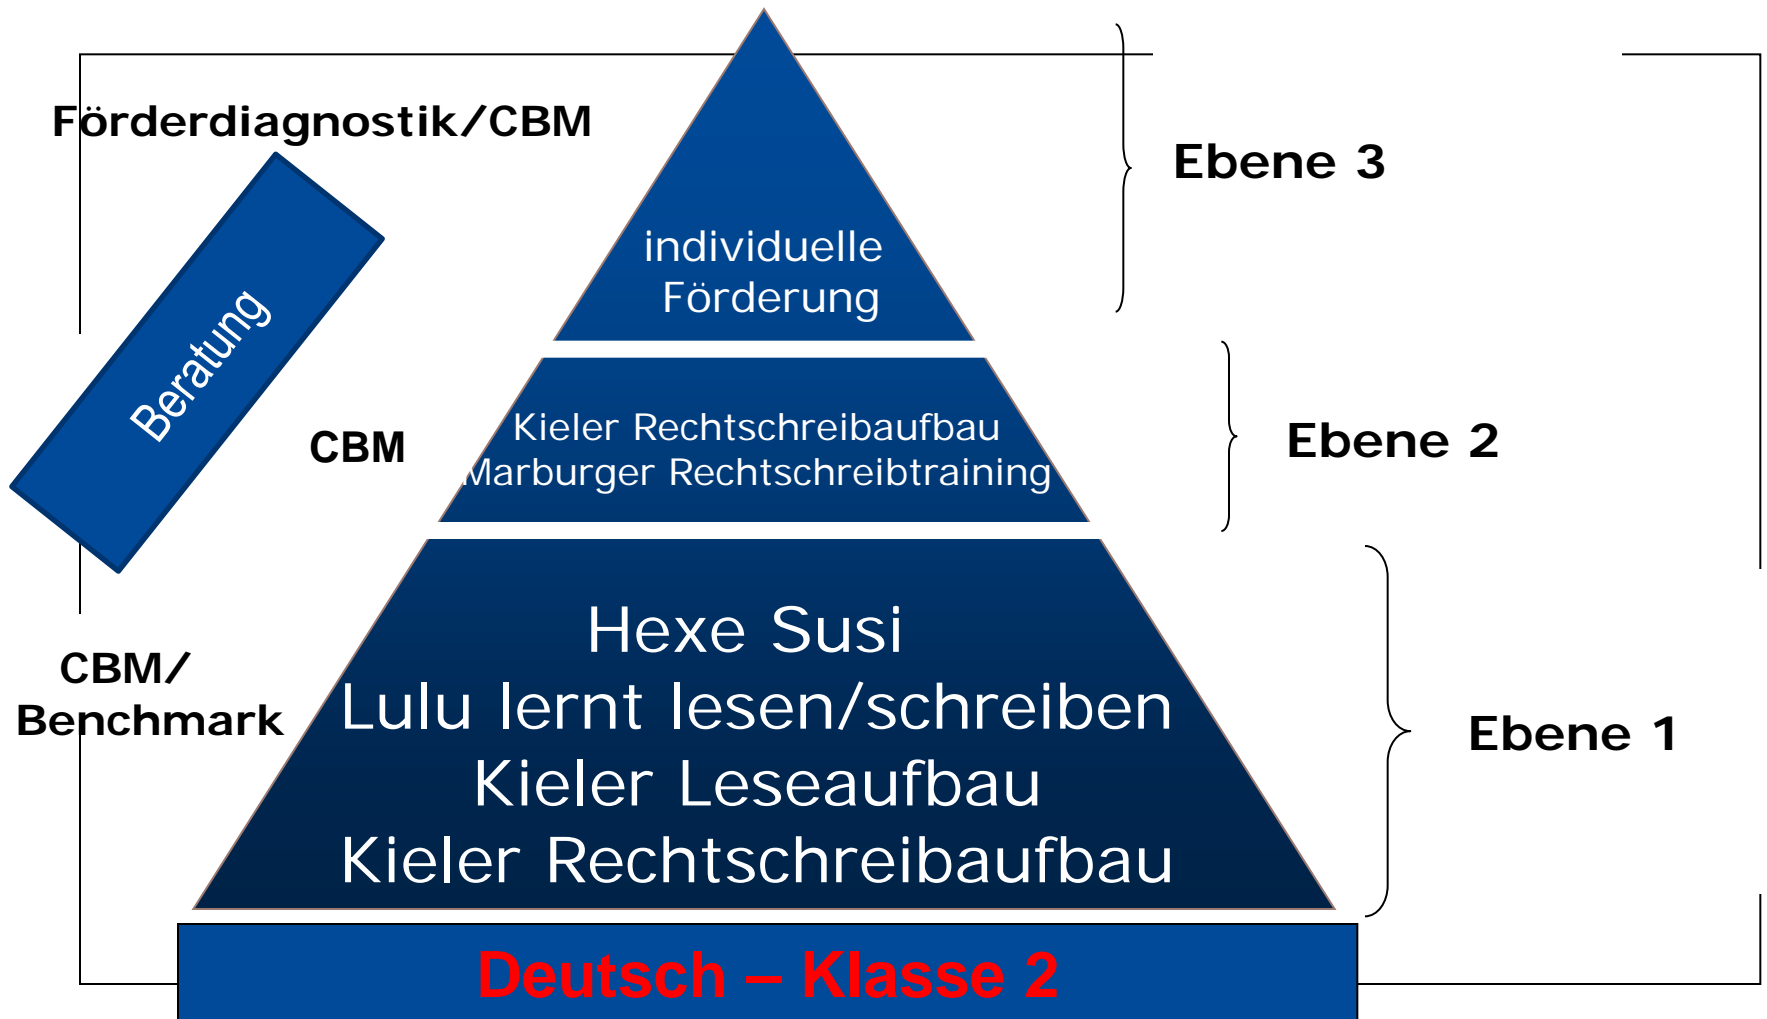 Förderdiagnostik/CBM
Ebene 3
individuelle
Förderung
Beratung
CBM
Kieler Rechtschreibaufbau
Marburger Rechtschreibtraining
Ebene 2
Hexe Susi
Lulu lernt lesen/schreiben
Kieler Leseaufbau
Kieler Rechtschreibaufbau
CBM/
Benchmark
Ebene 1
Deutsch – Klasse 2